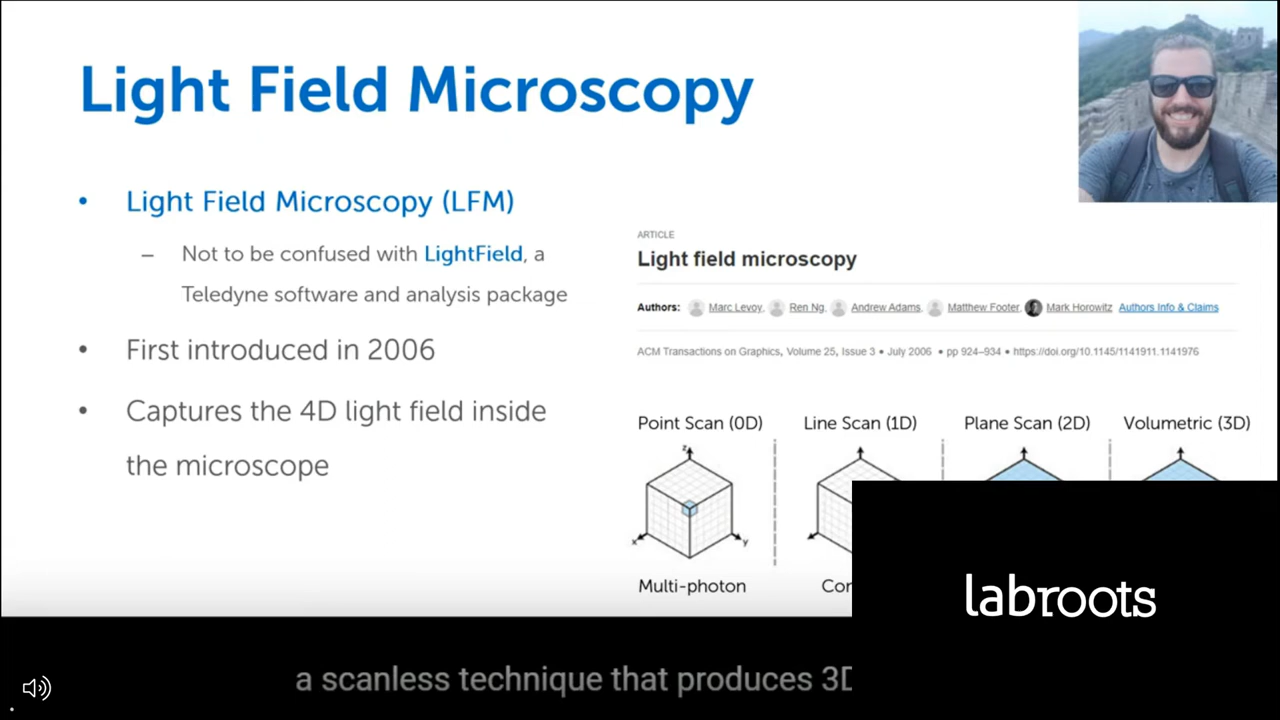 Light Field Microscopy
• Light Field Microscopy (LFM)
– Not to be confused with LightField, a
Teledyne software and analysis package
• First introduced in 2006
• Captures the 4D light field inside
the microscope
ARTICLE
Light field microscopy
Authors: Marc Levoy, Ren Ng, Andrew Adams, Matthew Footer, Mark Horowitz Authors Info & Claims
ACM Transactions on Graphics, Volume 25, Issue 3 • July 2006 • pp 924–934 • https://doi.org/10.1145/1141911.1141976
Point Scan (0D) Line Scan (1D) Plane Scan (2D) Volumetric (3D)
z
x y
Multi-photon
labroots
a scanless technique that produces 3D